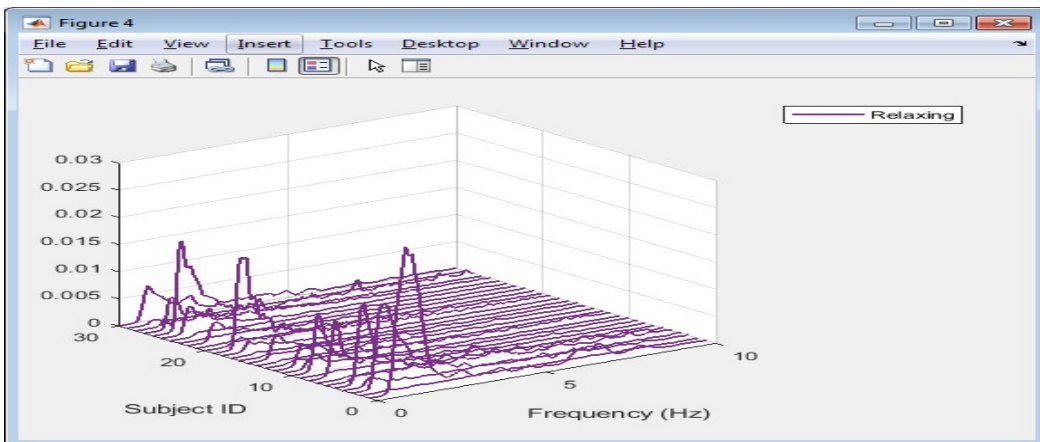 Figure 4
File Edit View Insert Tools Desktop Window Help
Relaxing
0.03
0.025
0.02
0.015
0.01
0.005
0
30
20
10
0
0
5
10
Subject ID
Frequency (Hz)